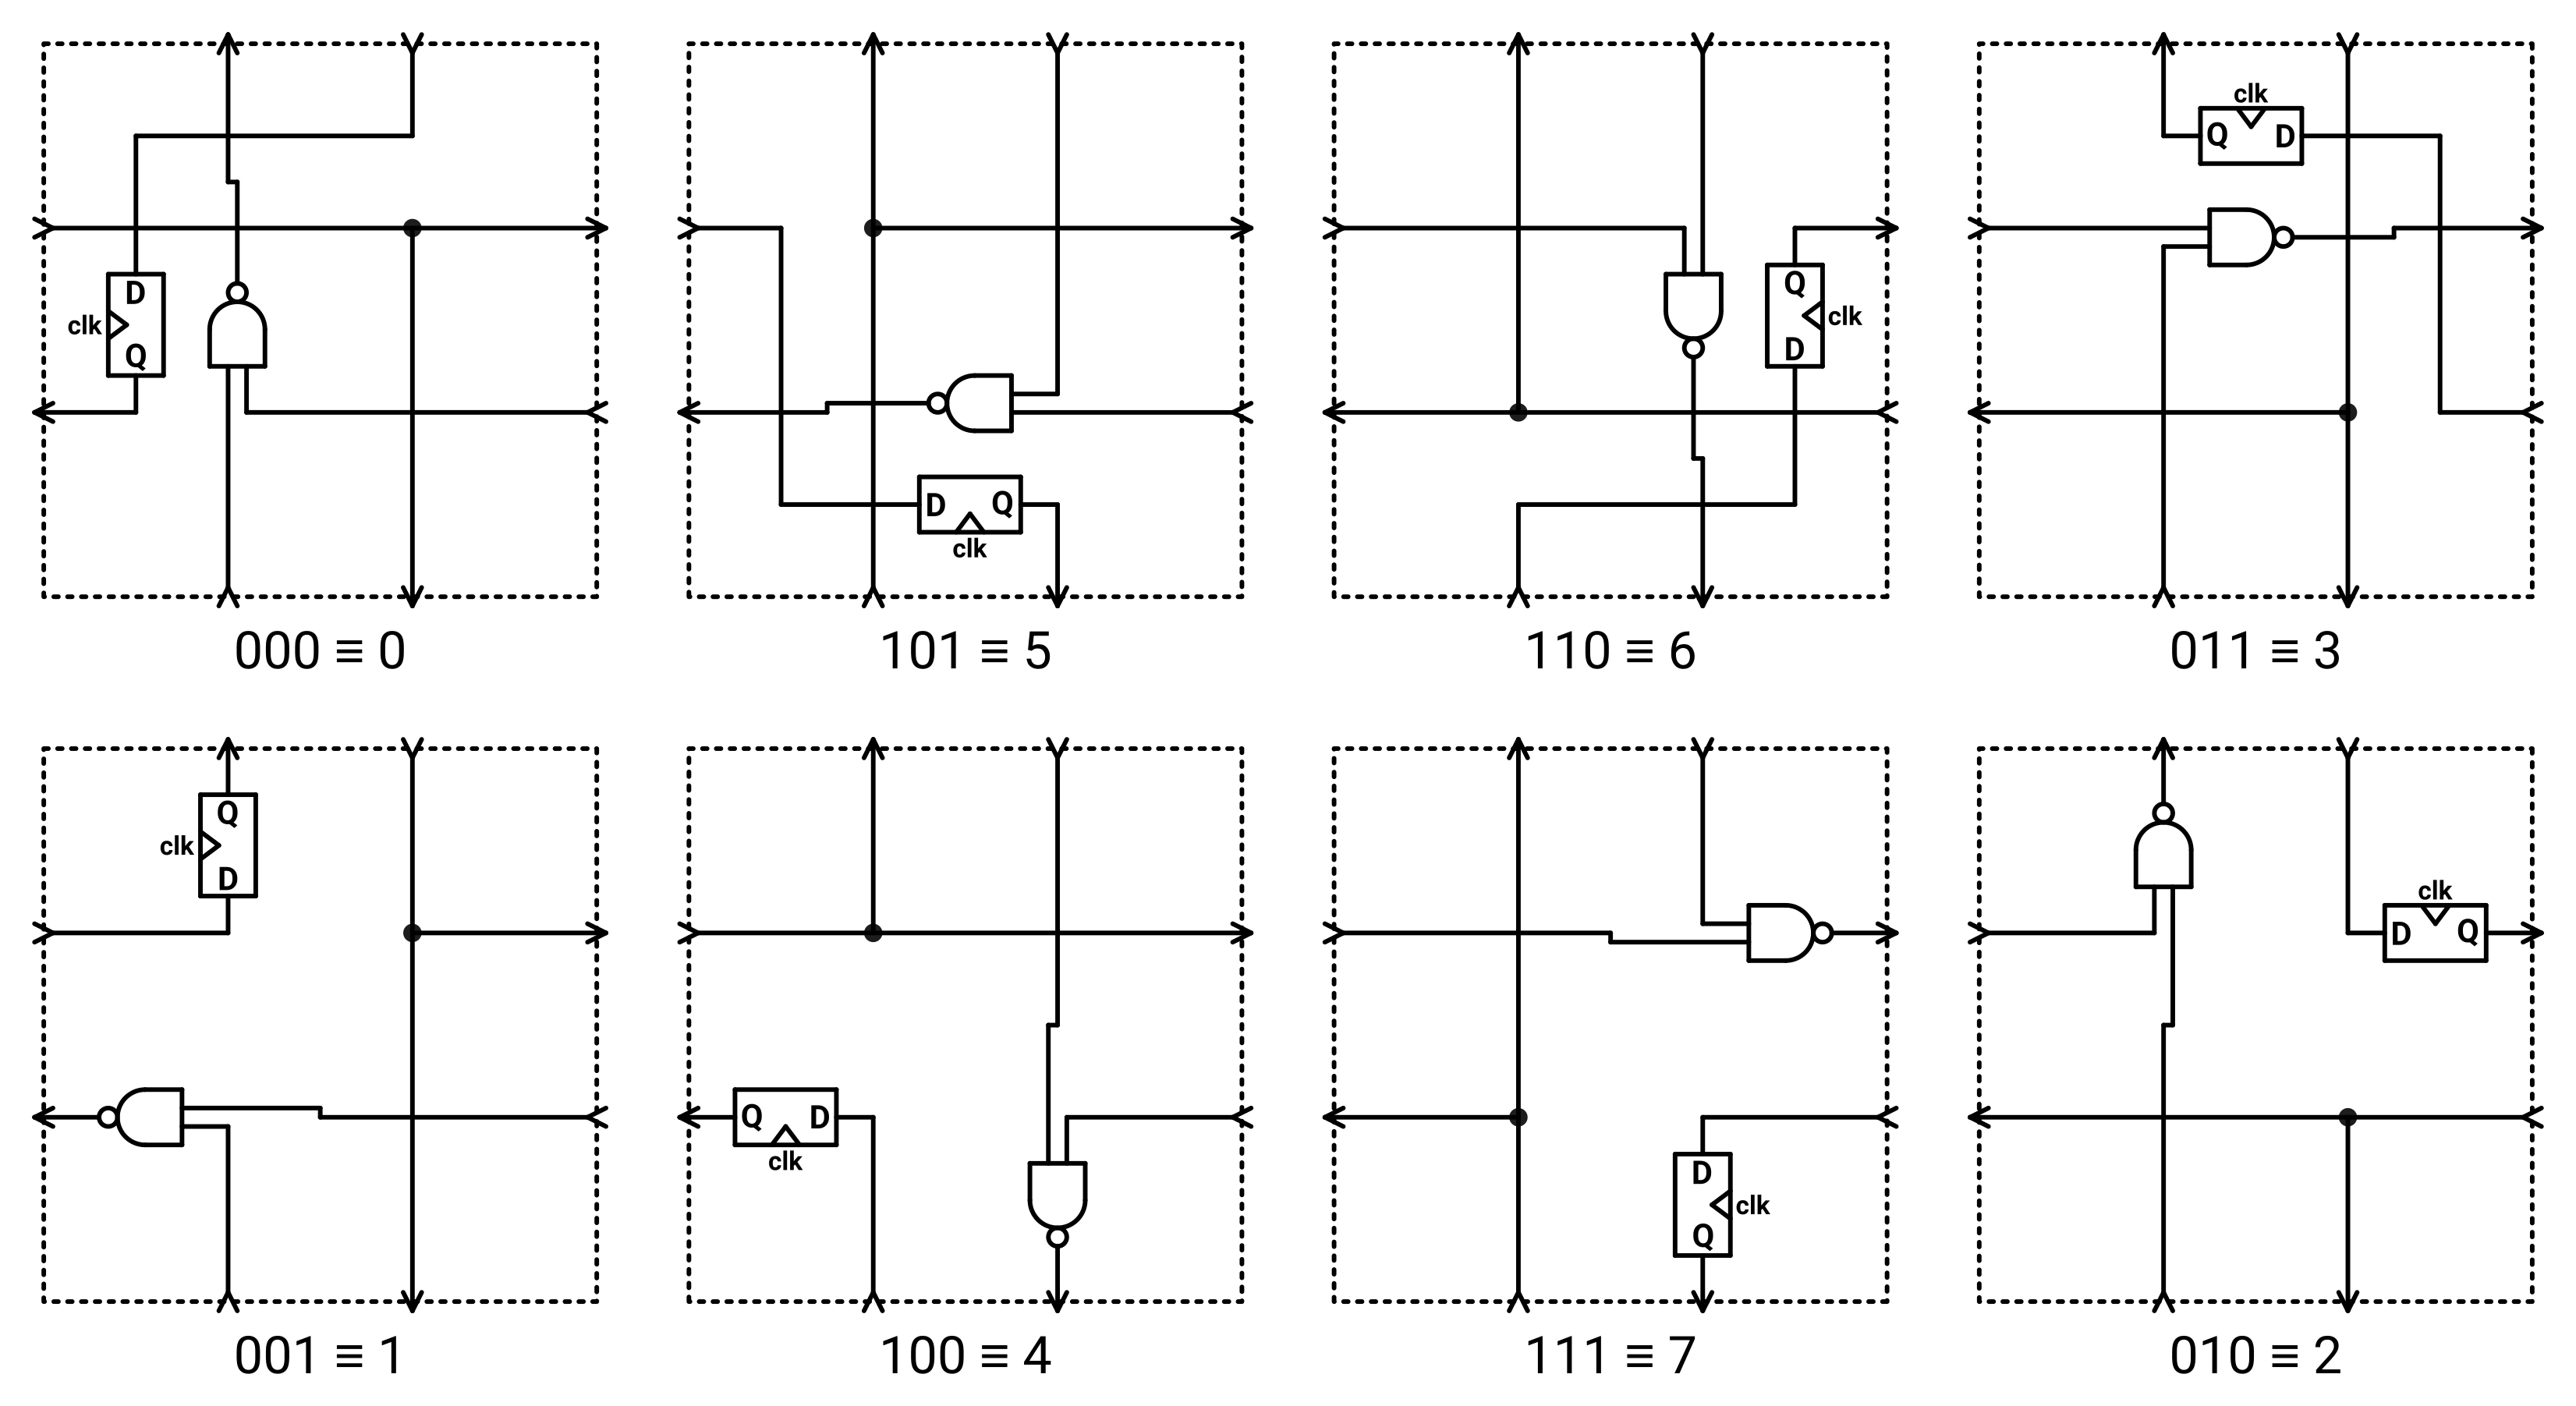 clk
Q D
D
Q
clk
Q
clk
D
D Q
clk
000 ≡ 0
101 ≡ 5
110 ≡ 6
011 ≡ 3
Q
clk
D
clk
D Q
Q D
clk
D
clk
Q
001 ≡ 1
100 ≡ 4
111 ≡ 7
010 ≡ 2